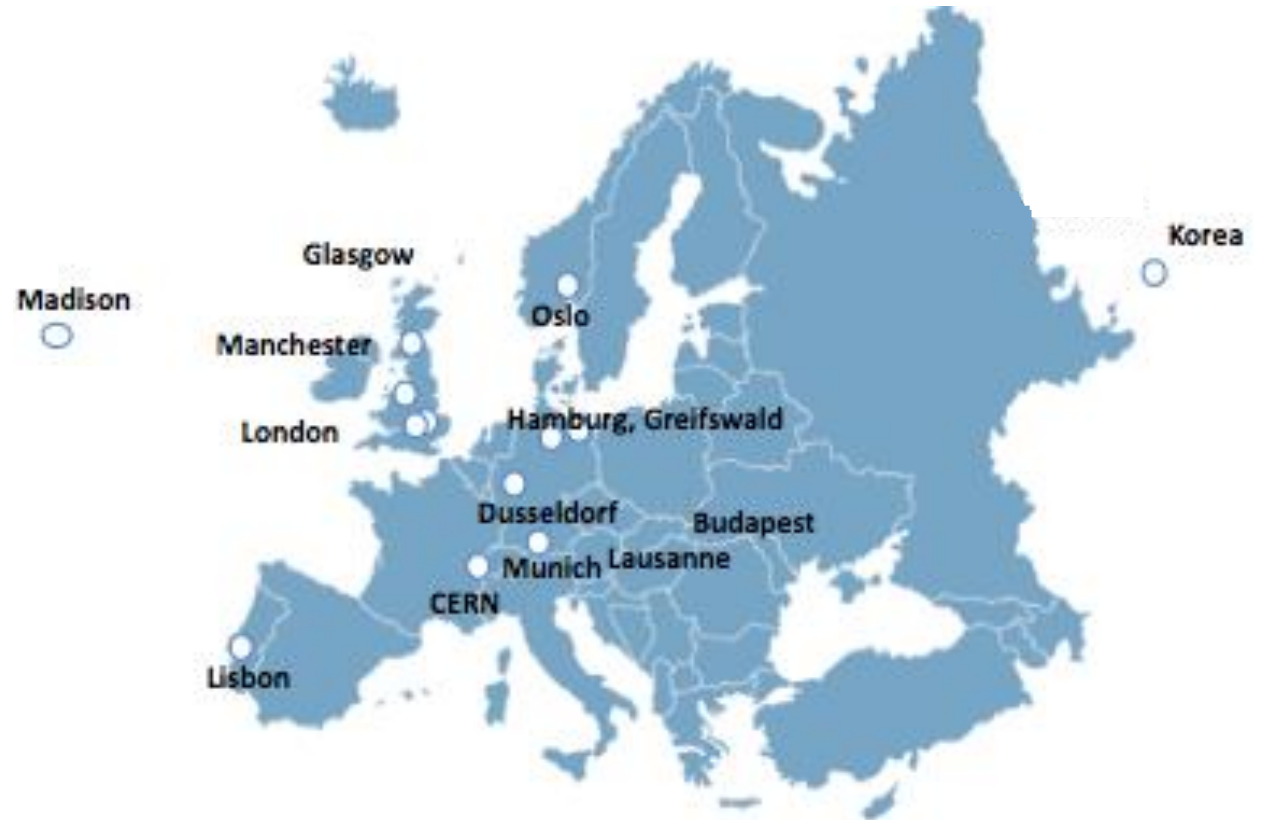 Korea
Glasgow
Madison
Oslo
Manchester
Hamburg, Greifswald
London
Dusseldorf
Budapest
Lausanne
Munich
CERN
Lisbon